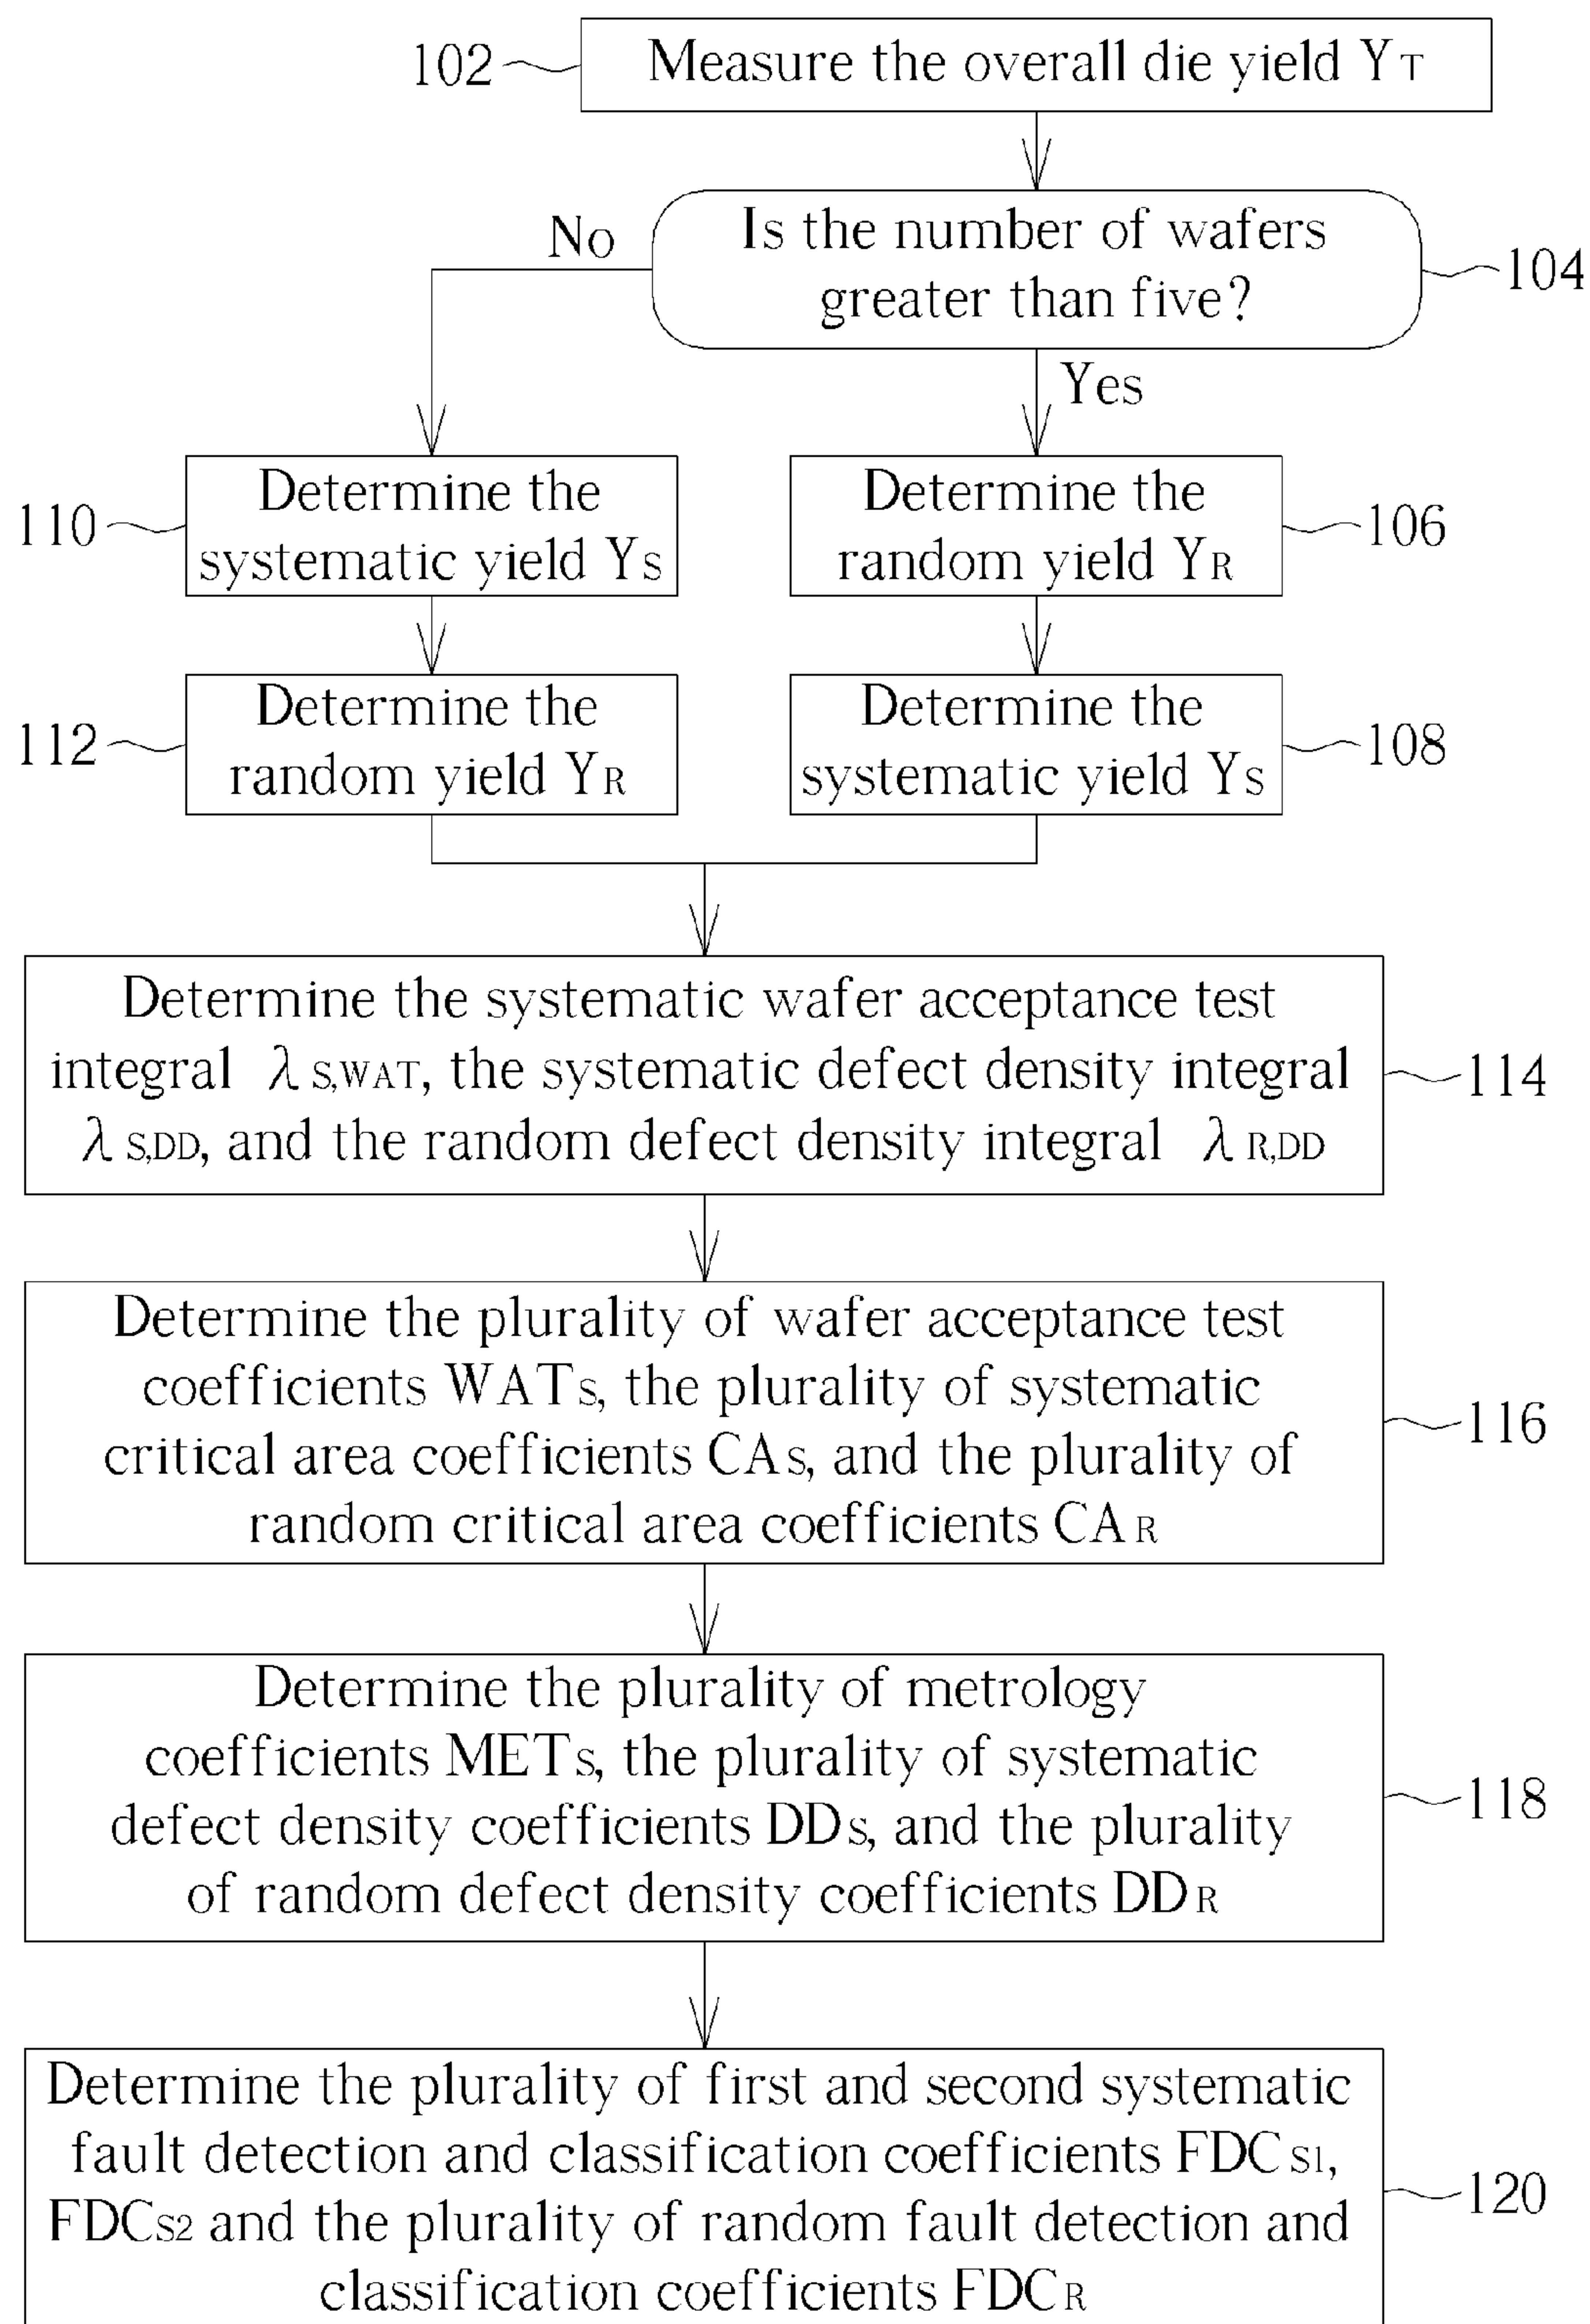 102
Measure the overall die yield YT
Is the number of wafers
greater than five?
104
No
Yes
110
Determine the
systematic yield YS
Determine the
random yield YR
106
112
Determine the
random yield YR
Determine the
systematic yield YS
108
Determine the systematic wafer acceptance test
integral λS,WAT, the systematic defect density integral
λS,DD, and the random defect density integral λR,DD
114
Determine the plurality of wafer acceptance test
coefficients WATS, the plurality of systematic
critical area coefficients CAS, and the plurality of
random critical area coefficients CAR
116
Determine the plurality of metrology
coefficients METS, the plurality of systematic
defect density coefficients DDS, and the plurality
of random defect density coefficients DDR
118
Determine the plurality of first and second systematic
fault detection and classification coefficients FDCS1,
FDCS2 and the plurality of random fault detection and
classification coefficients FDCR
120